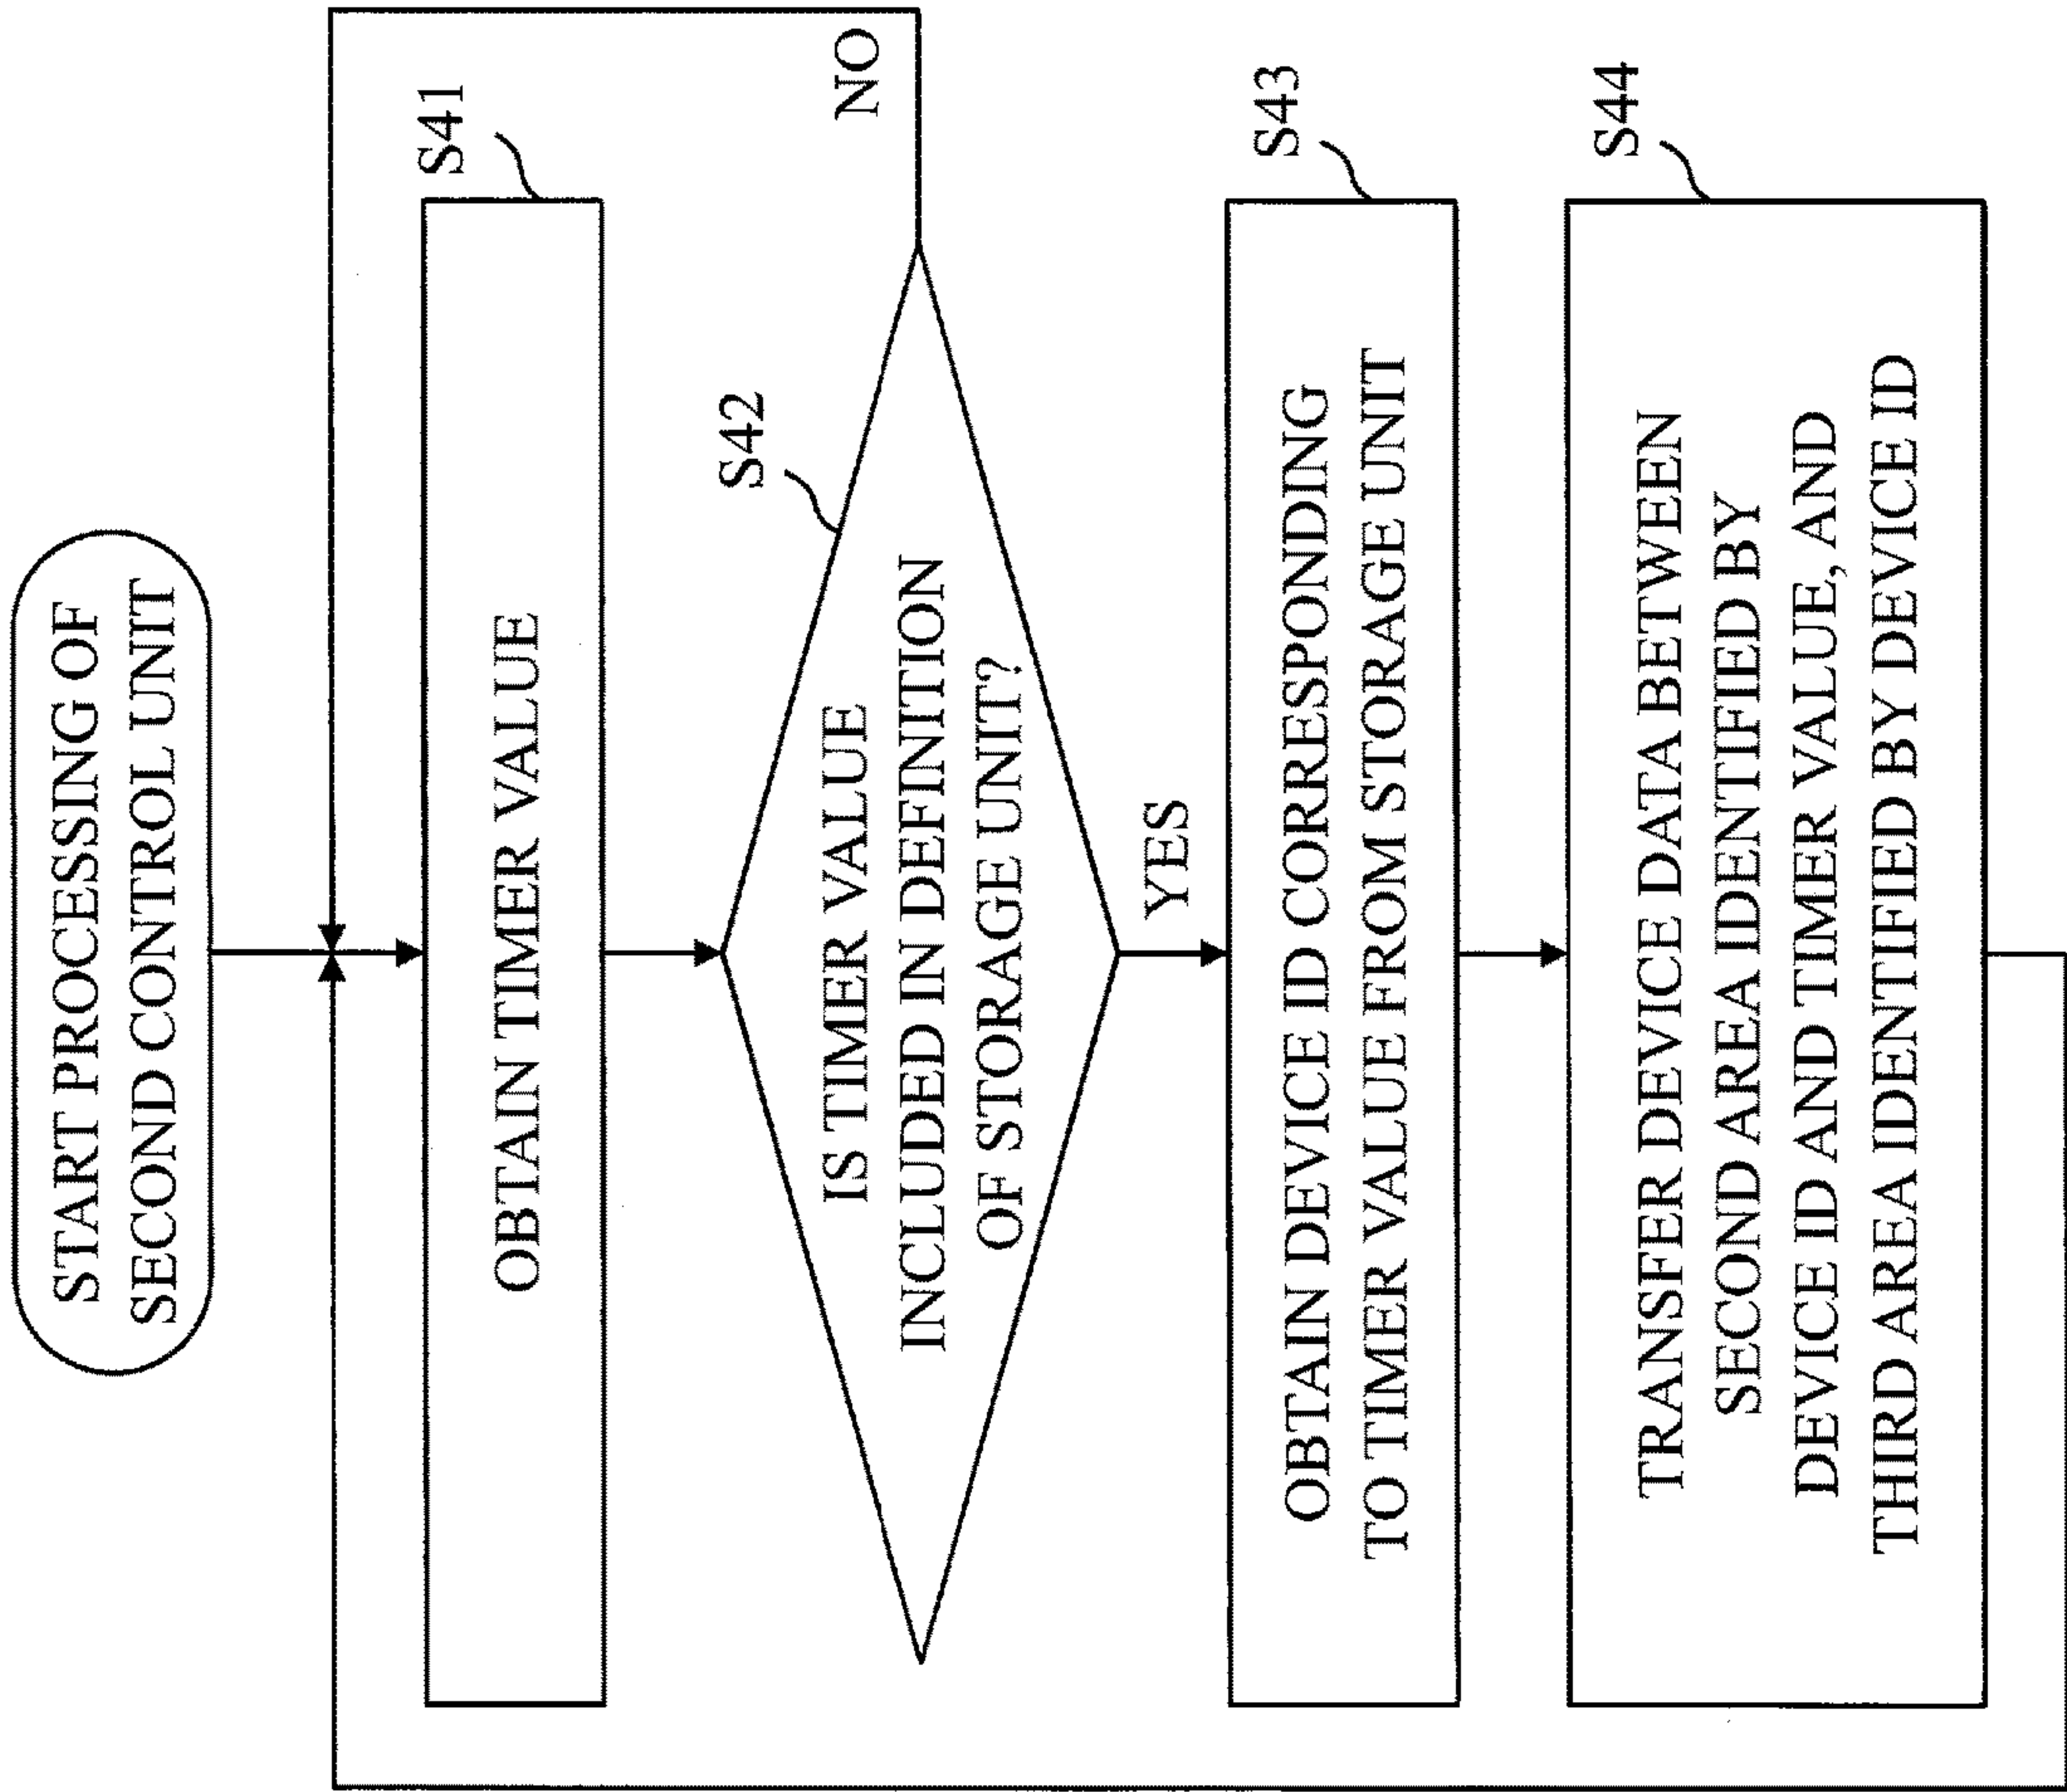 START PROCESSING OF
SECOND CONTROL UNIT
S41
OBTAIN TIMER VALUE
S42
IS TIMER VALUE
INCLUDED IN DEFINITION
OF STORAGE UNIT?
NO
YES
S43
OBTAIN DEVICE ID CORRESPONDING
TO TIMER VALUE FROM STORAGE UNIT
S44
TRANSFER DEVICE DATA BETWEEN
SECOND AREA IDENTIFIED BY
DEVICE ID AND TIMER VALUE, AND
THIRD AREA IDENTIFIED BY DEVICE ID